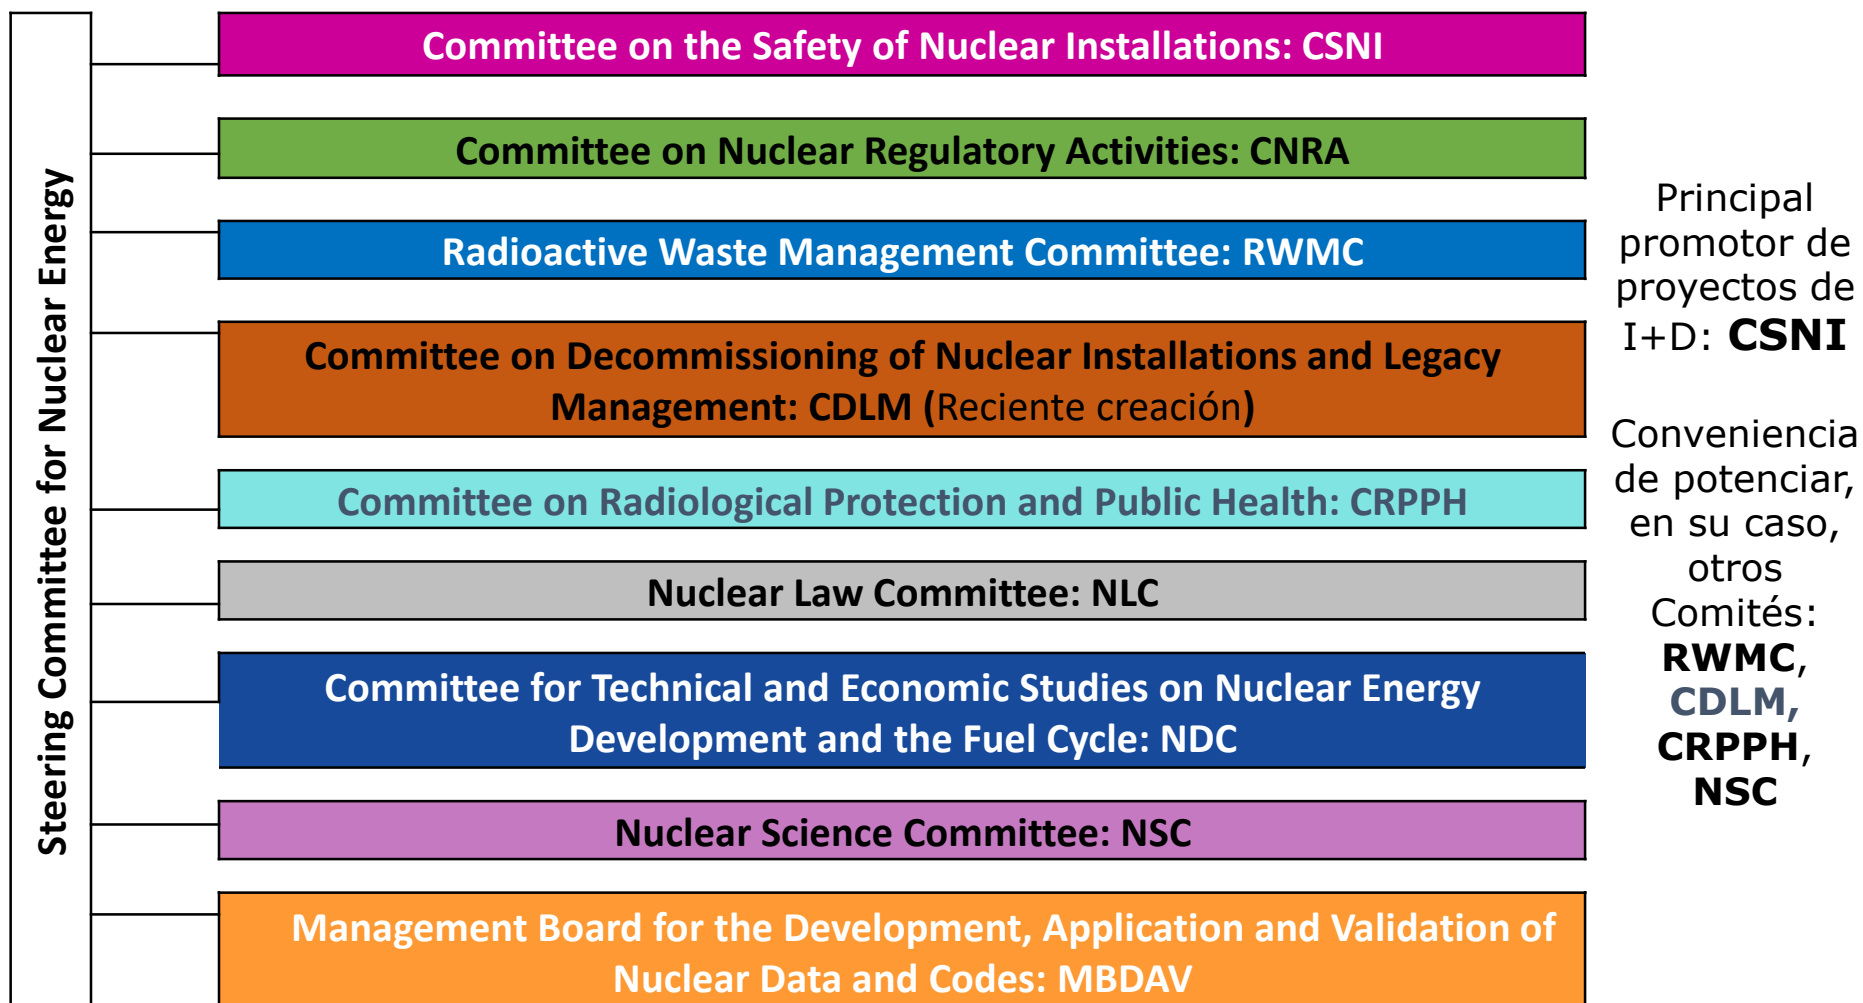 Steering Committee for Nuclear Energy
Committee on the Safety of Nuclear Installations: CSNI
Committee on Nuclear Regulatory Activities: CNRA
Radioactive Waste Management Committee: RWMC
Committee on Decommissioning of Nuclear Installations and Legacy
Management: CDLM (Reciente creación)
Committee on Radiological Protection and Public Health: CRPPH
Nuclear Law Committee: NLC
Committee for Technical and Economic Studies on Nuclear Energy
Development and the Fuel Cycle: NDC
Nuclear Science Committee: NSC
Management Board for the Development, Application and Validation of
Nuclear Data and Codes: MBDAV
Principal
promotor de
proyectos de
I+D: CSNI
Conveniencia
de potenciar,
en su caso,
otros
Comités:
RWMC,
CDLM,
CRPPH,
NSC